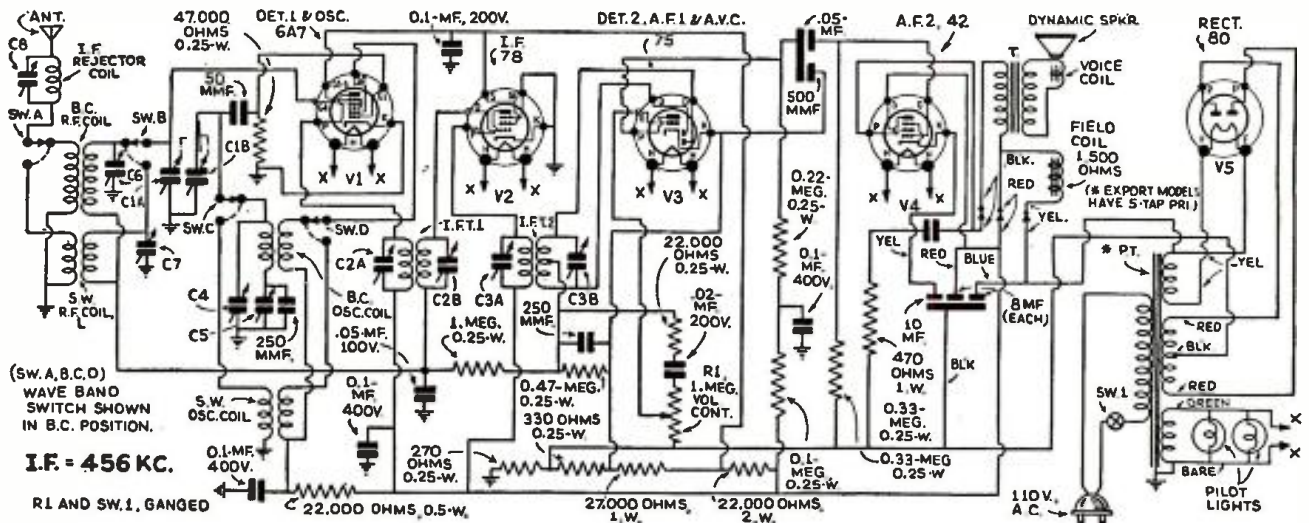 ANT.
C8
I.F.
REJECTOR
COIL
SW.A
B.C.
R.F. COIL
SW.B
C6
C1A
C1B
C7
S.W.
R.F. COIL
(SW. A, B, C, D)
WAVE BAND
SWITCH SHOWN
IN B.C. POSITION.
I.F. = 456 KC.
R1 AND SW.1, GANGED
47,000
OHMS
0.25-W.
50
MMF.
DET. 1 & OSC.
6A7
V1
X X
SW.C
SW.D
C4
C5
250
MMF.
B.C.
OSC. COIL
S.W.
OSC. COIL
0.1-MF.
400V.
22,000 OHMS, 0.5-W.
0.1-MF., 200V.
I.F.
78
V2
X X
I.F.T.1
C2A
C2B
.05-MF.
100V.
0.1-
MF.
400V.
1. MEG.
0.25-W.
I.F.T.2
C3A
C3B
250
MMF.
0.47-MEG.
0.25-W.
330 OHMS
0.25-W.
270
OHMS
0.25-W.
27,000 OHMS,
1. W.
22,000 OHMS,
2. W.
DET. 2, A.F.1 & A.V.C.
75
V3
X X
22,000
OHMS
0.25-W.
.02-
MF.
200V.
R1,
1. MEG.
VOL
CONT.
.05-
MF.
500
MMF.
0.22-
MEG.
0.25-
W.
0.1-
MF.
400V.
0.1-
MEG.
0.25-W.
0.33-MEG
0.25-W
A.F. 2, 42
V4
X X
YEL
RED
BLUE
10
MF.
8 MF
(EACH)
BLK
470
OHMS
1. W.
0.33-
MEG.
0.25-W.
DYNAMIC SPKR
T.
VOICE
COIL
FIELD
COIL
1,500
OHMS
BLK.
RED
YEL.
(* EXPORT MODELS
HAVE 5-TAP PRI.)
RECT.
80
V5
* PT.
YEL
RED
BLK
RED
GREEN
BARE
X
X
PILOT
LIGHTS
SW.1
110 V.
A.C.